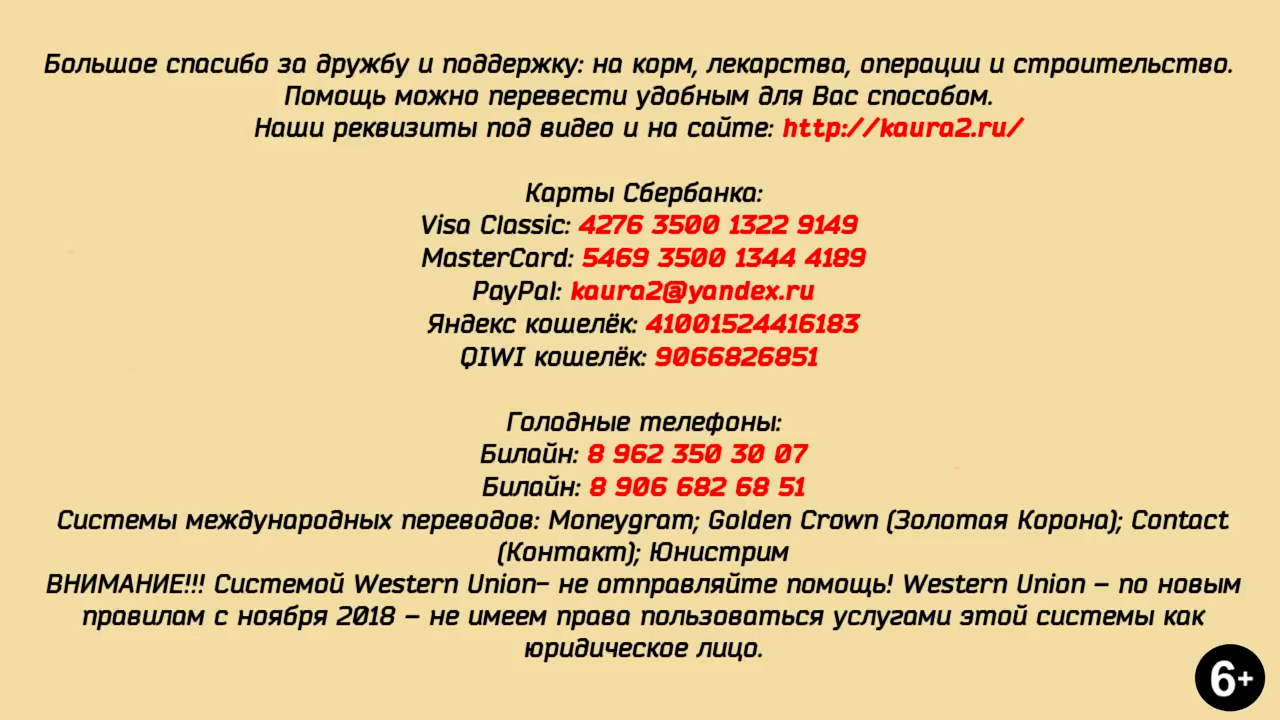 Большое спасибо за дружбу и поддержку: на корм, лекарства, операции и строительство.
Помощь можно перевести удобным для Вас способом.
Наши реквизиты под видео и на сайте: http://kaura2.ru/
Карты Сбербанка:
Visa Classic: 4276 3500 1322 9149
MasterCard: 5469 3500 1344 4189
PayPal: kaura2@yandex.ru
Яндекс кошелёк: 41001524416183
QIWI кошелёк: 9066826851
Голодные телефоны:
Билайн: 8 962 350 30 07
Билайн: 8 906 682 68 51
Системы международных переводов: Moneygram; Golden Crown (Золотая Корона); Contact
(Контакт); Юнистрим
ВНИМАНИЕ!!! Системой Western Union– не отправляйте помощь! Western Union – по новым
правилам с ноября 2018 – не имеем права пользоваться услугами этой системы как
юридическое лицо.
6+